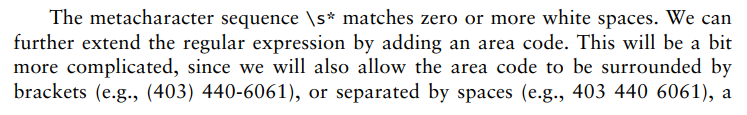 The metacharacter sequence \s* matches zero or more white spaces. We can
further extend the regular expression by adding an area code. This will be a bit
more complicated, since we will also allow the area code to be surrounded by
brackets (e.g., (403) 440-6061), or separated by spaces (e.g., 403 440 6061), a